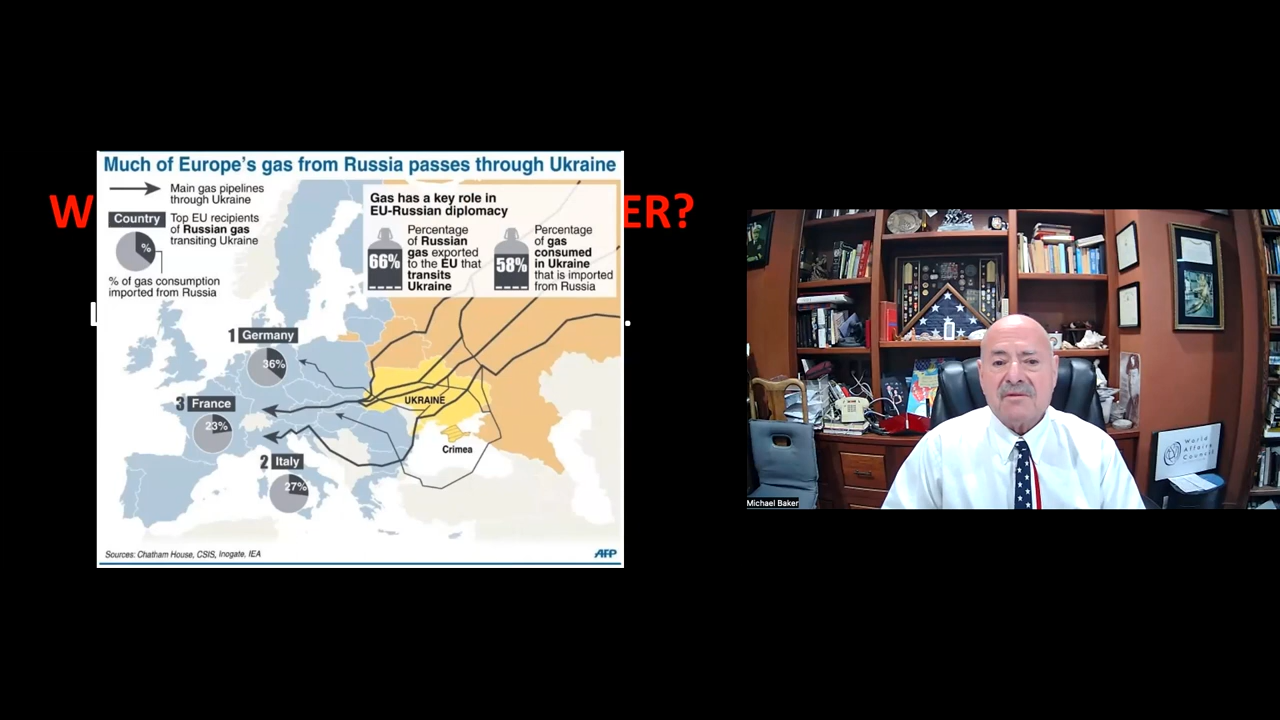 Much of Europe's gas from Russia passes through Ukraine
W
ER?
Main gas pipelines
through Ukraine
Country
Top EU recipients
of Russian gas
transiting Ukraine
%
% of gas consumption
imported from Russia
Gas has a key role in
EU-Russian diplomacy
66%
Percentage
of Russian
gas exported
to the EU that
transits
Ukraine
58%
Percentage
of gas
consumed
in Ukraine
that is imported
from Russia
1 Germany
36%
3 France
23%
2 Italy
27%
UKRAINE
Crimea
Sources: Chatham House, CSIS, Inogate, IEA
AFP
World
Affairs
Council
Michael Baker